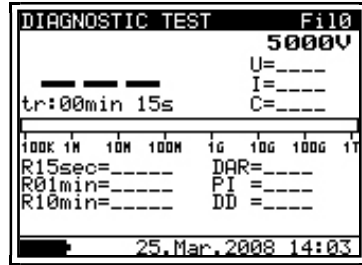 DIAGNOSTIC TEST Fil0
5000V
U=____
I=____
C=____
tr:00min 15s
100K 1M 10M 100M 1G 10G 100G 1T
R15sec=_____ DAR=____
R01min=_____ PI =____
R10min=_____ DD =____
25.Mar.2008 14:03